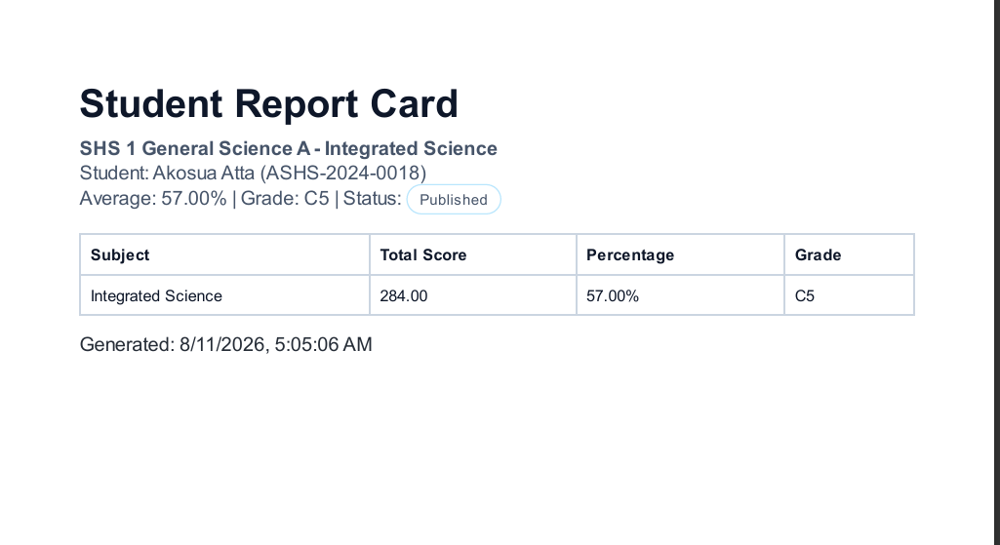 Student Report Card
SHS 1 General Science A - Integrated Science
Student: Akosua Atta (ASHS-2024-0018)
Average: 57.00% | Grade: C5 | Status: Published
Subject Total Score Percentage Grade
Integrated Science 284.00 57.00% C5
Generated: 8/11/2026, 5:05:06 AM